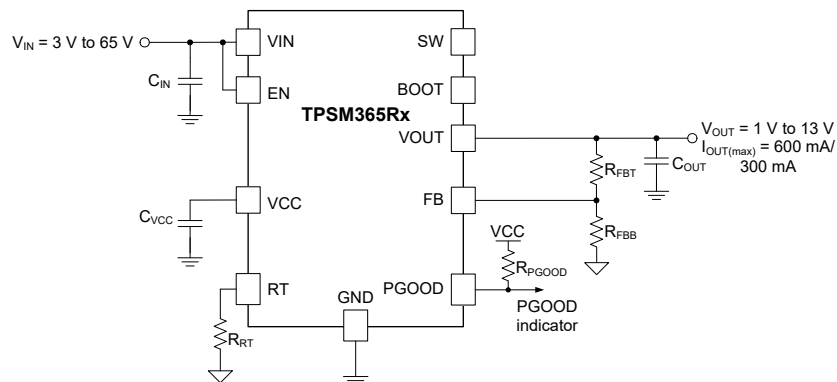 V_IN = 3 V to 65 V
VIN
SW
C_IN
EN
BOOT
TPSM365Rx
VOUT
V_OUT = 1 V to 13 V
I_OUT(max) = 600 mA/
300 mA
R_FBT
C_OUT
VCC
FB
C_VCC
R_FBB
VCC
R_PGOOD
RT
GND
PGOOD
PGOOD
indicator
R_RT